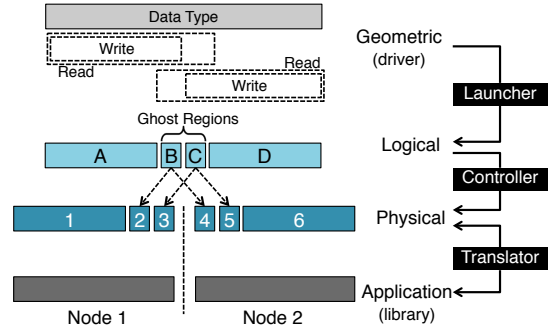 Data Type
Geometric
(driver)
Write
Read
Read
Write
Launcher
Ghost Regions
A B C D
Logical
Controller
1 2 3 4 5 6
Physical
Translator
Application
(library)
Node 1 Node 2